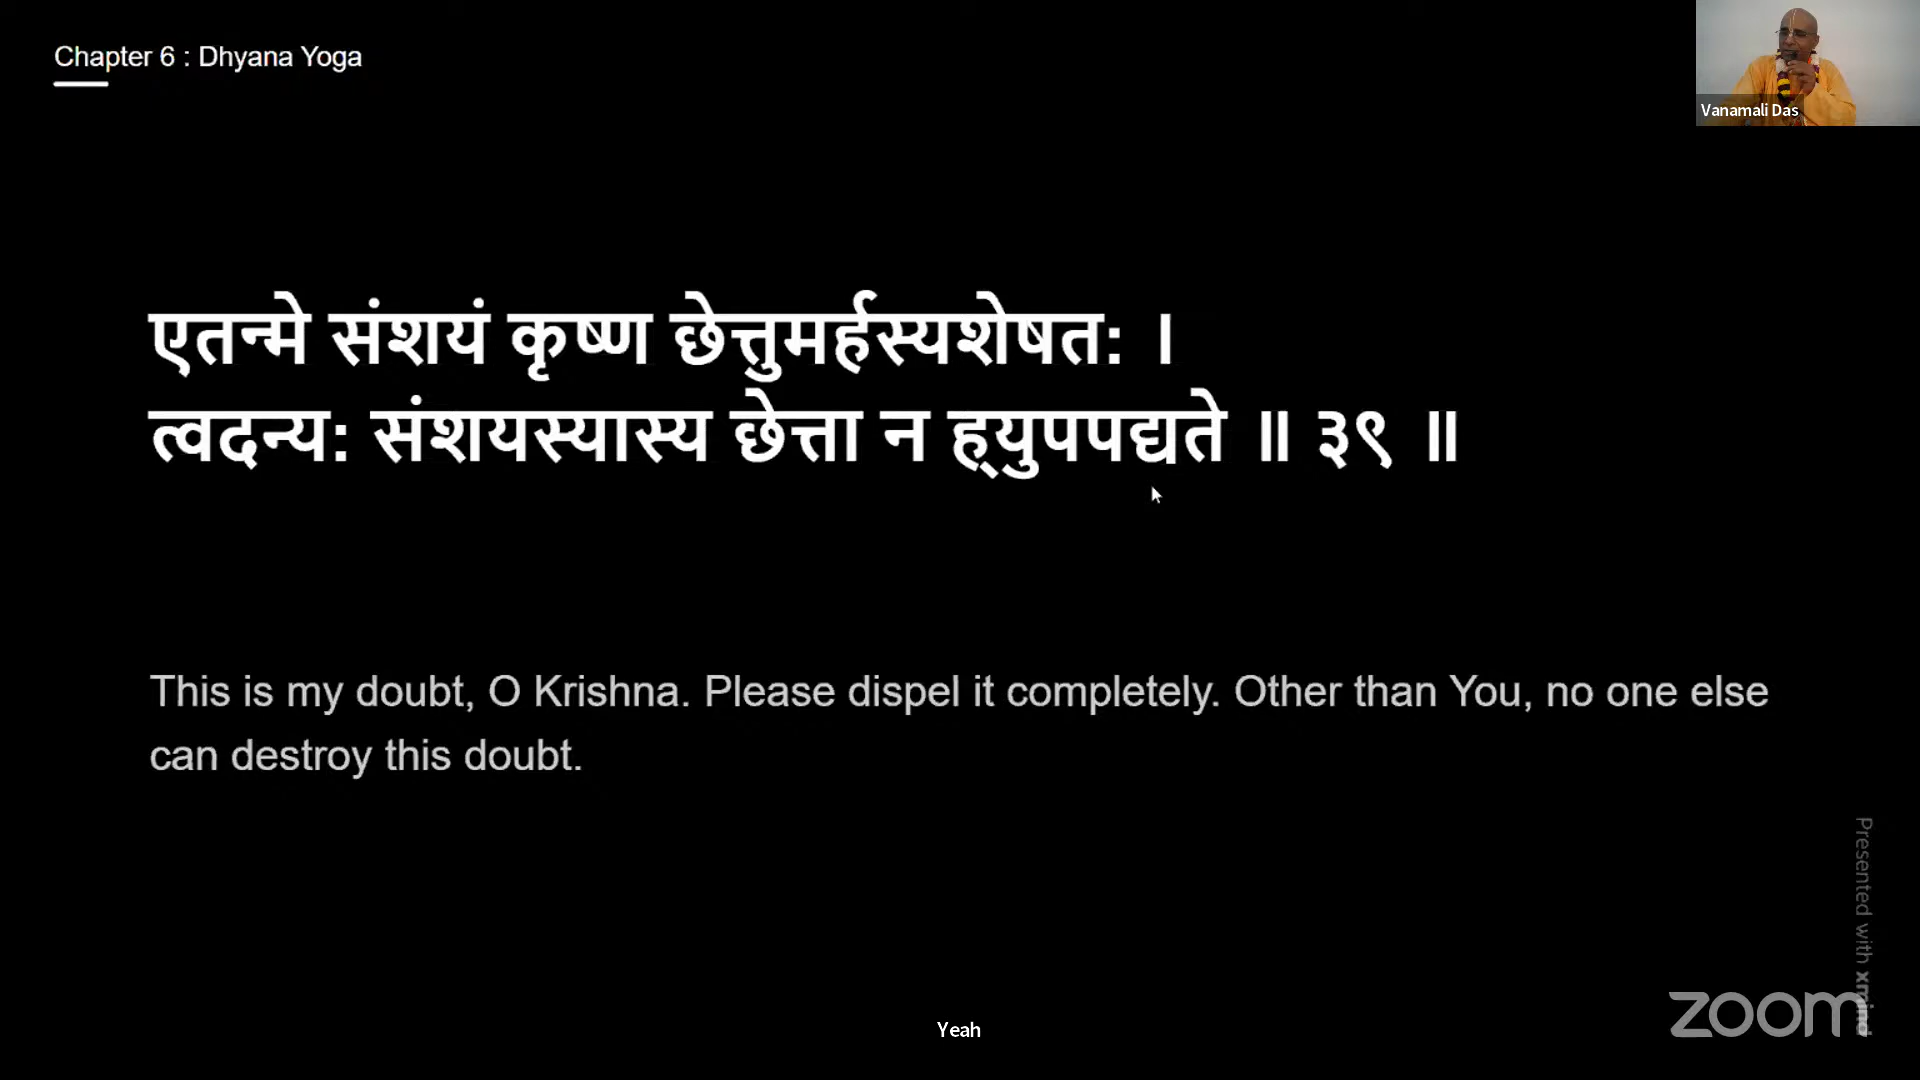 Chapter 6 : Dhyana Yoga
Vanamali Das
एतन्मे संशयं कृष्ण छेत्तुमर्हस्यशेषत: ।
त्वदन्य: संशयस्यास्य छेत्ता न ह्‍युपपद्यते ॥ ३९ ॥
This is my doubt, O Krishna. Please dispel it completely. Other than You, no one else
can destroy this doubt.
Presented with xmind
zoom
Yeah